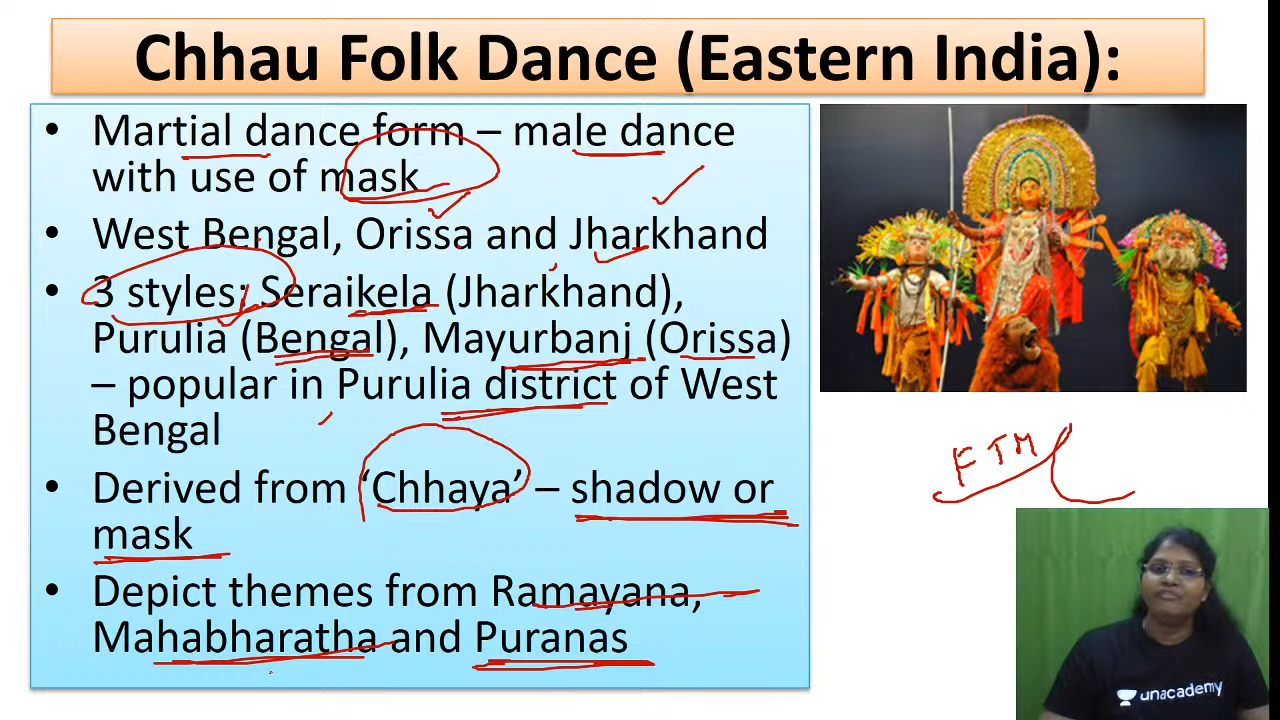 Chhau Folk Dance (Eastern India):
• Martial dance form – male dance
with use of mask
• West Bengal, Orissa and Jharkhand
• 3 styles; Seraikela (Jharkhand),
Purulia (Bengal), Mayurbanj (Orissa)
– popular in Purulia district of West
Bengal
• Derived from ‘Chhaya’ – shadow or
mask
• Depict themes from Ramayana,
Mahabharatha and Puranas
FTM
unacademy